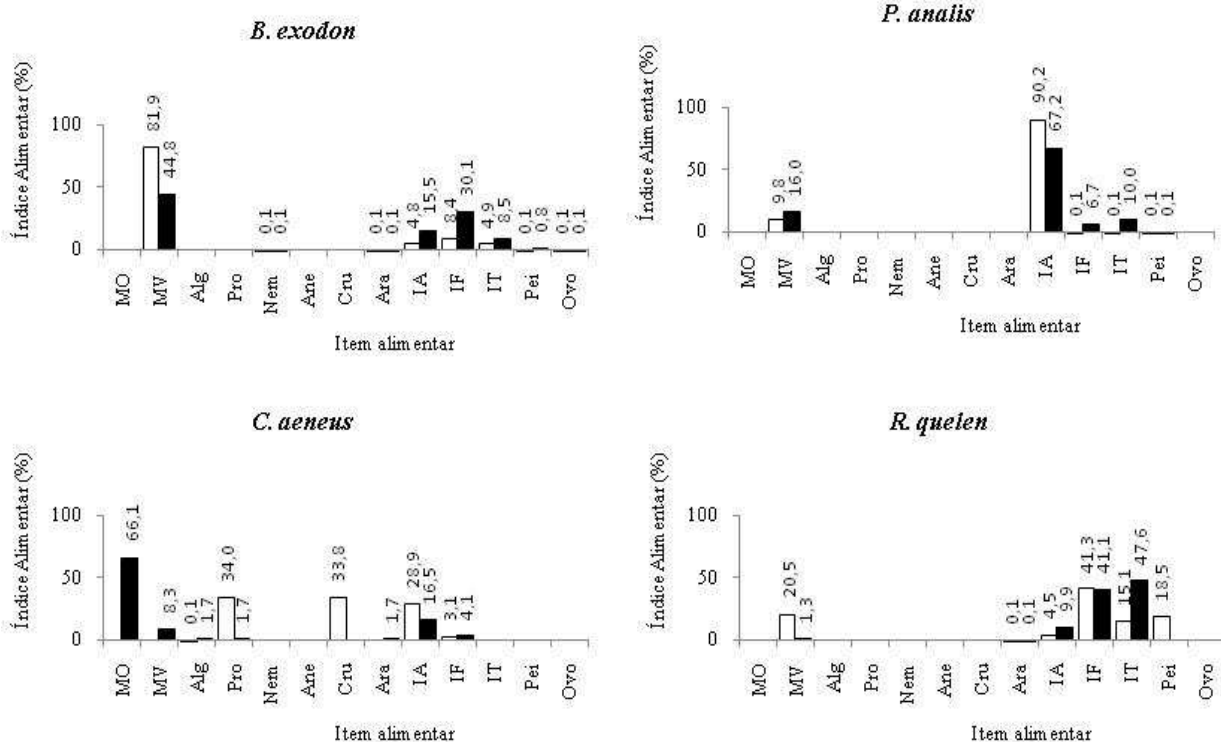 B. exodon
Índice Alimentar (%)
100
50
0
81,9
44,8
0,1
0,1
0,1
0,1
4,8
15,5
8,4
30,1
4,9
8,5
0,1
0,8
0,1
0,1
MO
MV
Alg
Pro
Nem
Ane
Cru
Ara
IA
IF
IT
Pei
Ovo
Item alimentar
P. analis
Índice Alimentar (%)
100
50
0
9,8
16,0
90,2
67,2
0,1
6,7
0,1
10,0
0,1
0,1
MO
MV
Alg
Pro
Nem
Ane
Cru
Ara
IA
IF
IT
Pei
Ovo
Item alimentar
C. aeneus
Índice Alimentar (%)
100
50
0
66,1
8,3
0,1
1,7
34,0
1,7
33,8
1,7
28,9
16,5
3,1
4,1
MO
MV
Alg
Pro
Nem
Ane
Cru
Ara
IA
IF
IT
Pei
Ovo
Item alimentar
R. quelen
Índice Alimentar (%)
100
50
0
20,5
1,3
0,1
0,1
4,5
9,9
41,3
41,1
15,1
47,6
18,5
MO
MV
Alg
Pro
Nem
Ane
Cru
Ara
IA
IF
IT
Pei
Ovo
Item alimentar